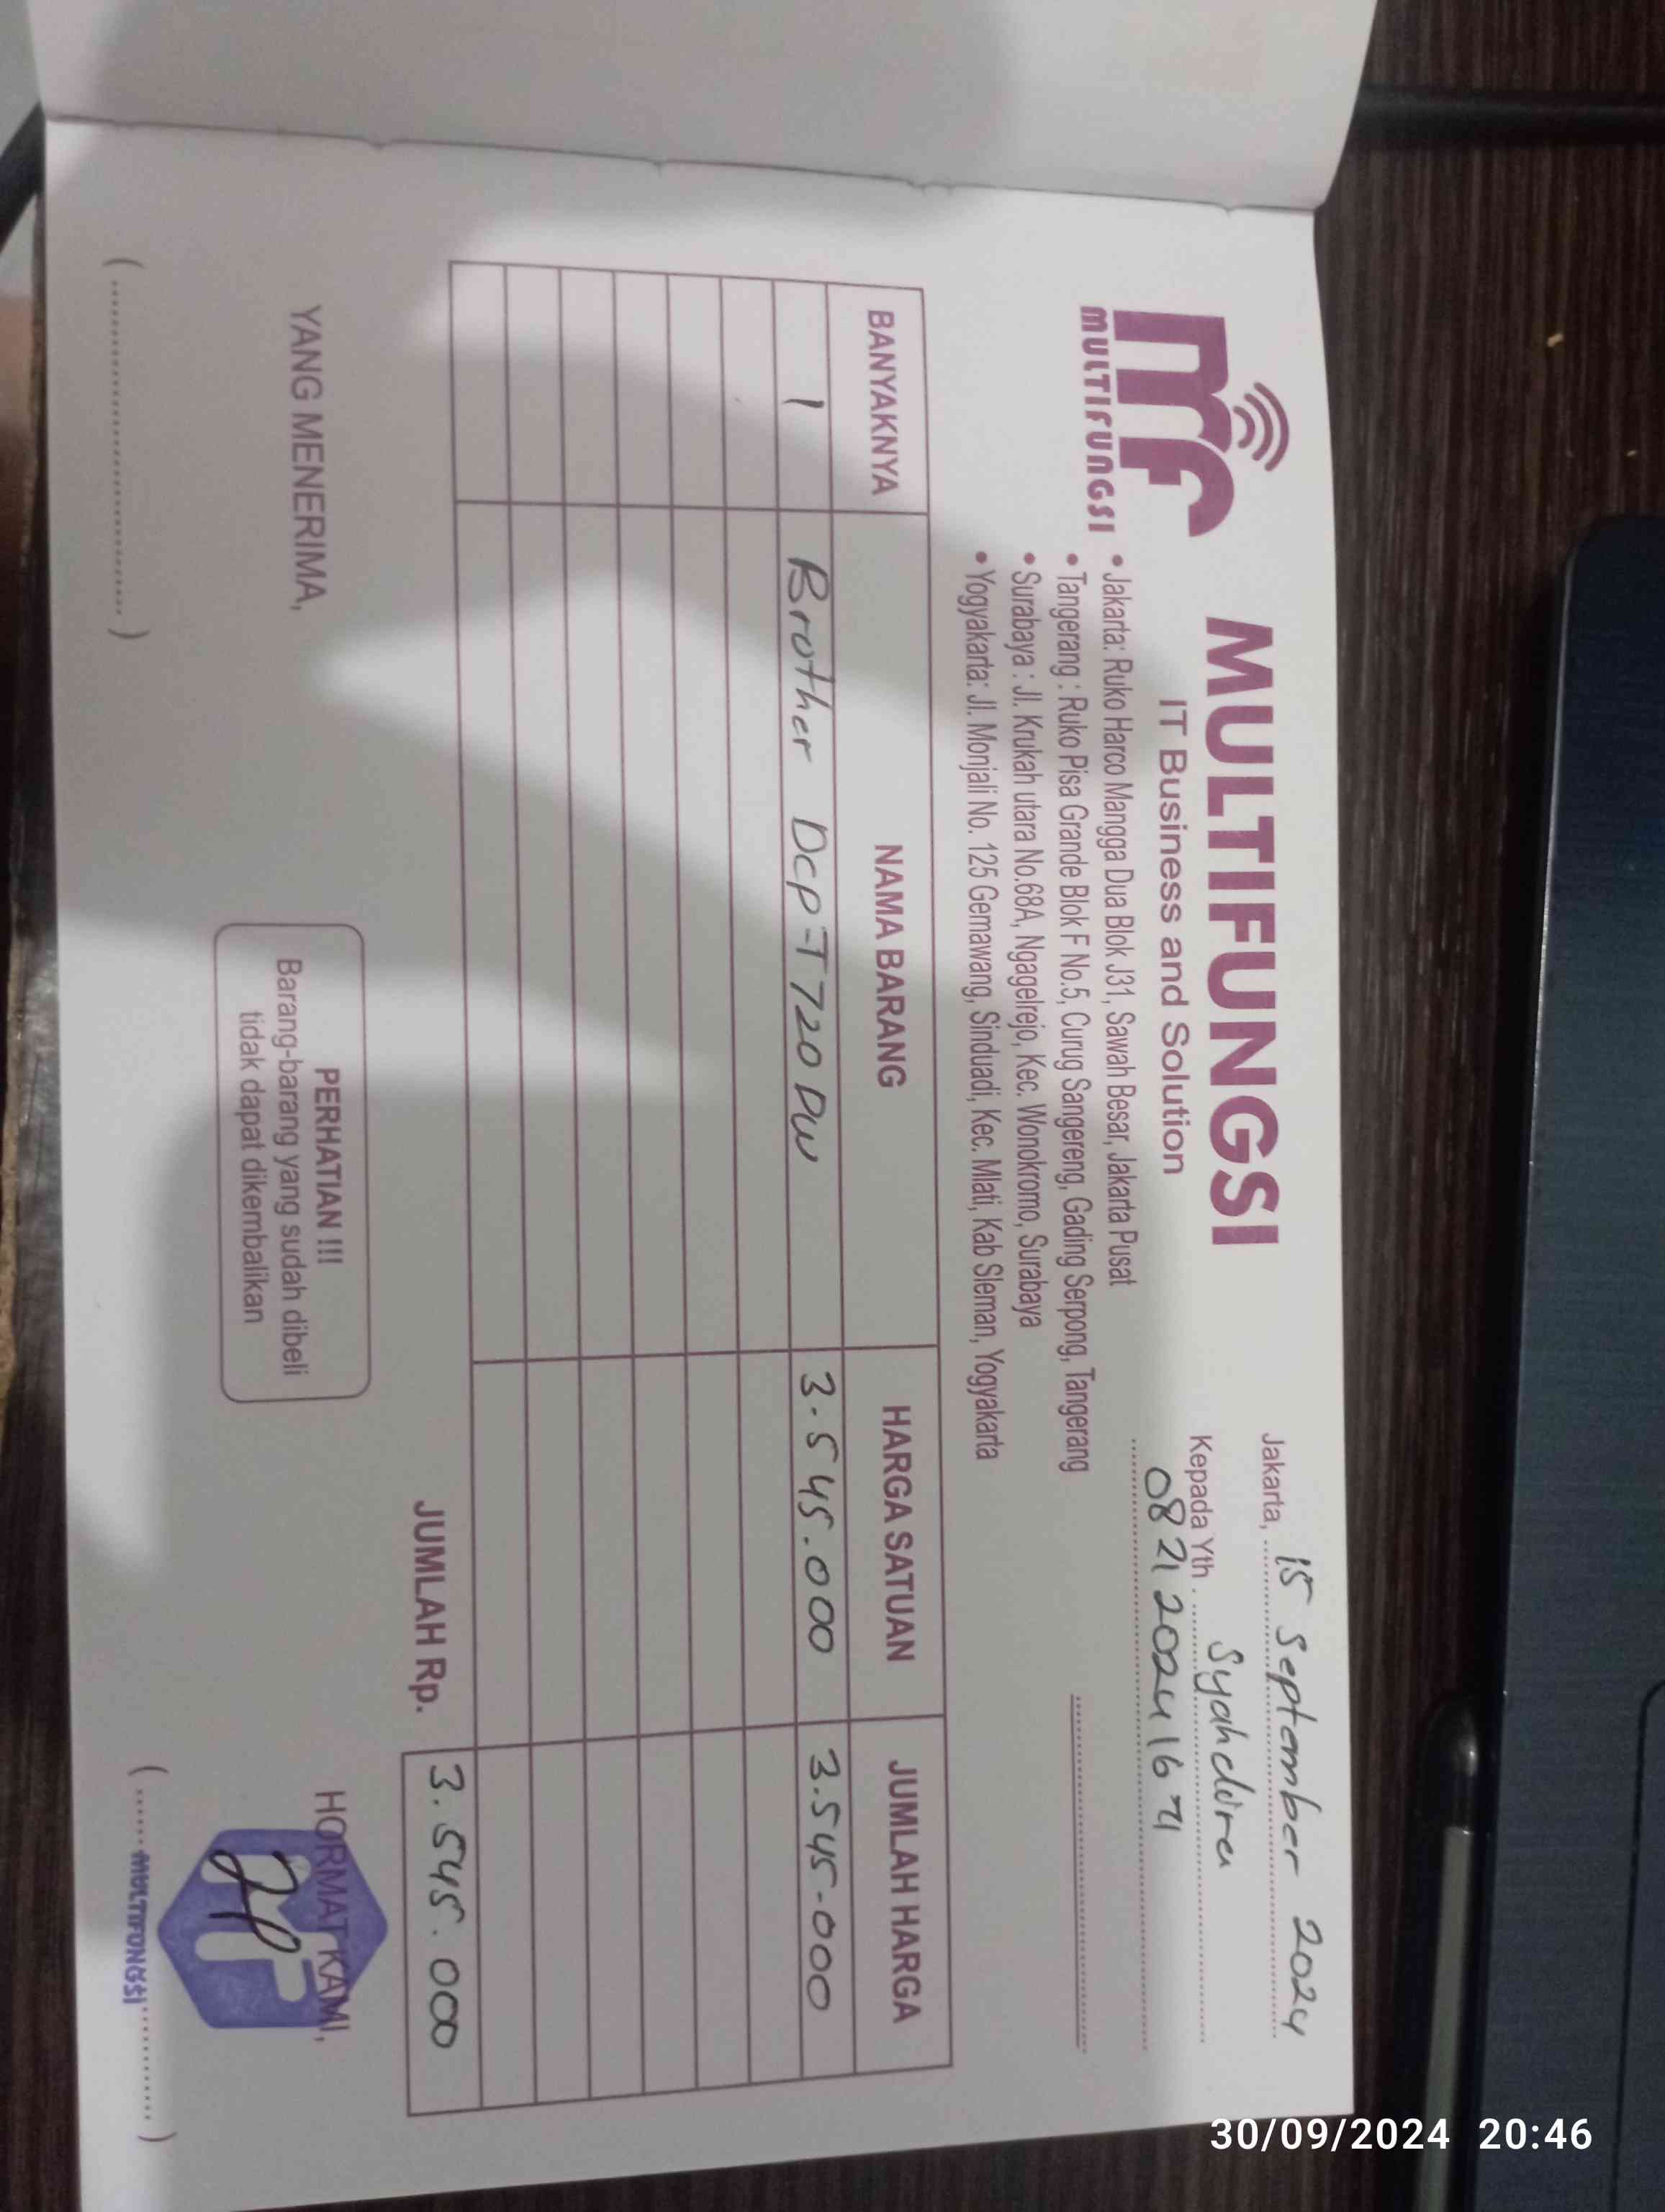 mf
MULTIFUNGSI
MULTIFUNGSI
IT Business and Solution
• Jakarta: Ruko Harco Mangga Dua Blok J31, Sawah Besar, Jakarta Pusat
• Tangerang : Ruko Pisa Grande Blok F No.5, Curug Sangereng, Gading Serpong, Tangerang
• Surabaya : Jl. Krukah utara No.68A, Ngagelrejo, Kec. Wonokromo, Surabaya
• Yogyakarta: Jl. Monjali No. 125 Gemawang, Sinduadi, Kec. Mlati, Kab Sleman, Yogyakarta
Jakarta, 15 September 2024
Kepada Yth. Syahdira
BANYAKNYA NAMA BARANG HARGA SATUAN JUMLAH HARGA
1 Brother Dcp-T720DW 3.545.000 3.545.000
JUMLAH Rp. 3.545.000
YANG MENERIMA,
PERHATIAN !!!
Barang-barang yang sudah dibeli
tidak dapat dikembalikan
HORMAT KAMI,
MULTIFUNGSI
30/09/2024 20:46